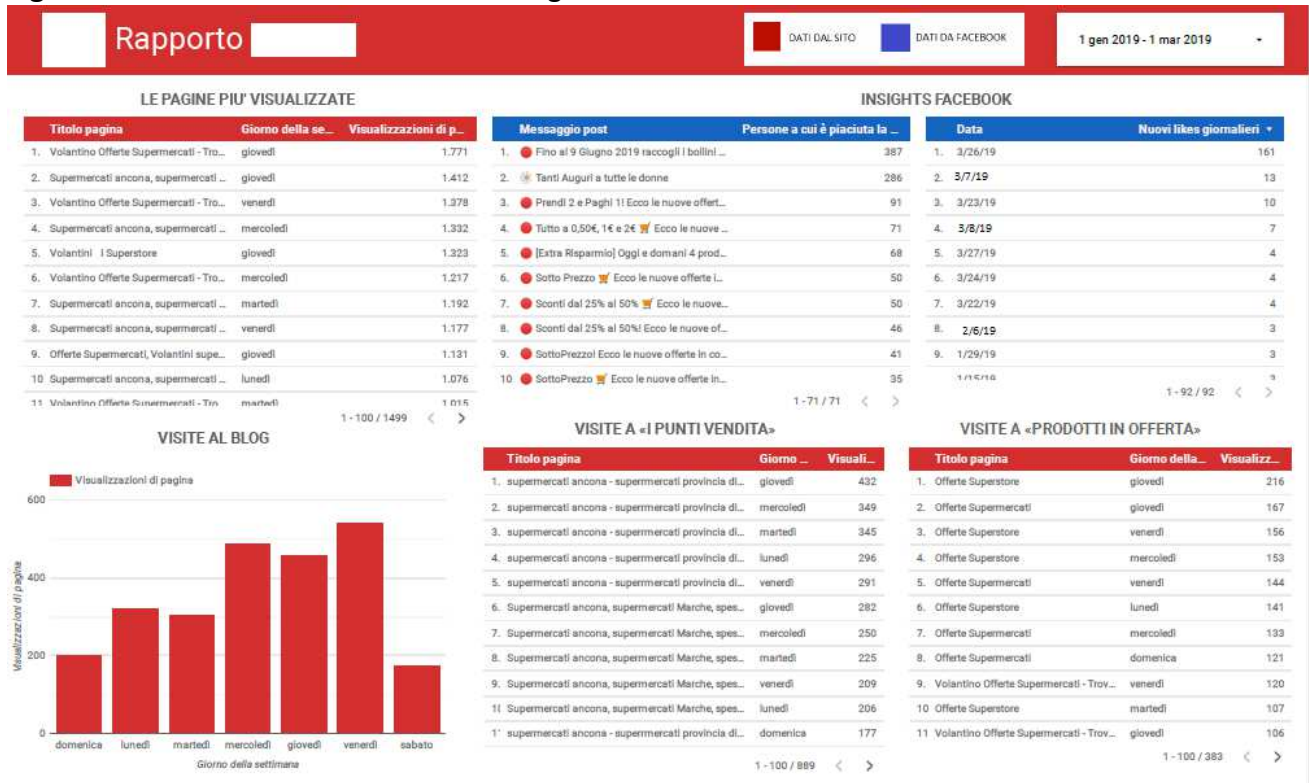 Rapporto
DATI DAL SITO
DATI DA FACEBOOK
1 gen 2019 - 1 mar 2019
LE PAGINE PIU' VISUALIZZATE
Titolo pagina Giorno della se... Visualizzazioni di p...
1. Volantino Offerte Supermercati - Tro... giovedì 1.771
2. Supermercati ancona, supermercati ... giovedì 1.412
3. Volantino Offerte Supermercati - Tro... venerdì 1.378
4. Supermercati ancona, supermercati ... mercoledì 1.332
5. Volantini i Superstore giovedì 1.323
6. Volantino Offerte Supermercati - Tro... mercoledì 1.217
7. Supermercati ancona, supermercati ... martedì 1.192
8. Supermercati ancona, supermercati ... venerdì 1.177
9. Offerte Supermercati, Volantini supe... giovedì 1.131
10 Supermercati ancona, supermercati ... lunedì 1.076
11 Volantino Offerte Supermercati - Tro martedì 1.015
1 - 100 / 1499
INSIGHTS FACEBOOK
Messaggio post Persone a cui è piaciuta la ...
1. 🔴 Fino al 9 Giugno 2019 raccogli i bollini ... 387
2. Tanti Auguri a tutte le donne 286
3. 🔴 Prendi 2 e Paghi 1! Ecco le nuove offert... 91
4. 🔴 Tutto a 0,50€, 1€ e 2€ 🛒 Ecco le nuove ... 71
5. 🔴 [Extra Risparmio] Oggi e domani 4 prod... 68
6. 🔴 Sotto Prezzo 🛒 Ecco le nuove offerte i... 50
7. 🔴 Sconti dal 25% al 50% 🛒 Ecco le nuove... 50
8. 🔴 Sconti dal 25% al 50%! Ecco le nuove of... 46
9. 🔴 SottoPrezzo! Ecco le nuove offerte in co... 41
10 🔴 SottoPrezzo 🛒 Ecco le nuove offerte in... 35
1 - 71 / 71
Data Nuovi likes giornalieri
1. 3/26/19 161
2. 3/7/19 13
3. 3/23/19 10
4. 3/8/19 7
5. 3/27/19 4
6. 3/24/19 4
7. 3/22/19 4
8. 2/6/19 3
9. 1/29/19 3
1/15/19
1 - 92 / 92
VISITE AL BLOG
Visualizzazioni di pagina
Visualizzazioni di pagina
600
400
200
0
domenica lunedì martedì mercoledì giovedì venerdì sabato
Giorno della settimana
VISITE A «I PUNTI VENDITA»
Titolo pagina Giorno ... Visuali...
1. supermercati ancona - supermercati provincia di... giovedì 432
2. supermercati ancona - supermercati provincia di... mercoledì 349
3. supermercati ancona - supermercati provincia di... martedì 345
4. supermercati ancona - supermercati provincia di... lunedì 296
5. supermercati ancona - supermercati provincia di... venerdì 291
6. Supermercati ancona, supermercati Marche, spes... giovedì 282
7. Supermercati ancona, supermercati Marche, spes... mercoledì 250
8. Supermercati ancona, supermercati Marche, spes... martedì 225
9. Supermercati ancona, supermercati Marche, spes... venerdì 209
1( Supermercati ancona, supermercati Marche, spes... lunedì 206
1' supermercati ancona - supermercati provincia di... domenica 177
1 - 100 / 889
VISITE A «PRODOTTI IN OFFERTA»
Titolo pagina Giorno della... Visualizz...
1. Offerte Superstore giovedì 216
2. Offerte Supermercati giovedì 167
3. Offerte Superstore venerdì 156
4. Offerte Superstore mercoledì 153
5. Offerte Supermercati venerdì 144
6. Offerte Superstore lunedì 141
7. Offerte Supermercati mercoledì 133
8. Offerte Supermercati domenica 121
9. Volantino Offerte Supermercati - Trov... venerdì 120
10 Offerte Superstore martedì 107
11 Volantino Offerte Supermercati - Trov... giovedì 106
1 - 100 / 383